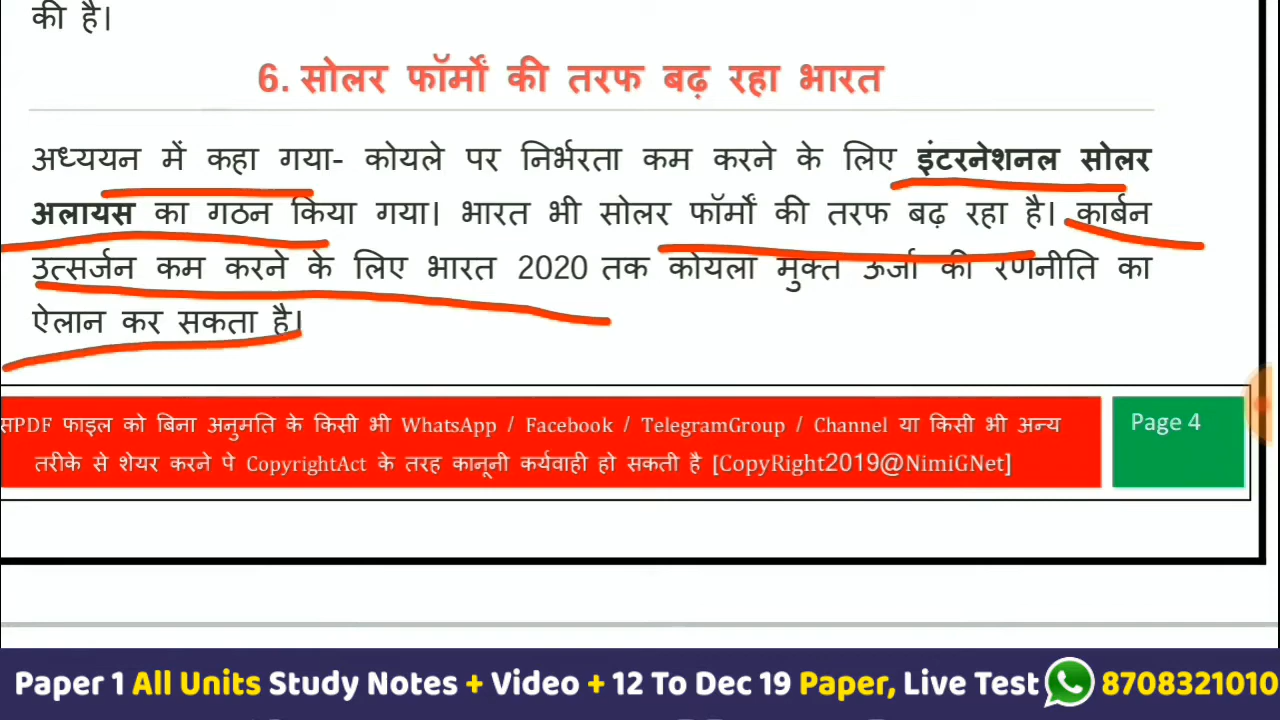 की है।
6. सोलर फॉर्मों की तरफ बढ़ रहा भारत
अध्ययन में कहा गया- कोयले पर निर्भरता कम करने के लिए इंटरनेशनल सोलर
अलायस का गठन किया गया। भारत भी सोलर फॉर्मों की तरफ बढ़ रहा है। कार्बन
उत्सर्जन कम करने के लिए भारत 2020 तक कोयला मुक्त ऊर्जा की रणनीति का
ऐलान कर सकता है।
सPDF फाइल को बिना अनुमति के किसी भी WhatsApp / Facebook / TelegramGroup / Channel या किसी भी अन्य
तरीके से शेयर करने पे CopyrightAct के तरह कानूनी कर्यवाही हो सकती है [CopyRight2019@NimiGNet]
Page 4
Paper 1 All Units Study Notes + Video + 12 To Dec 19 Paper, Live Test 8708321010